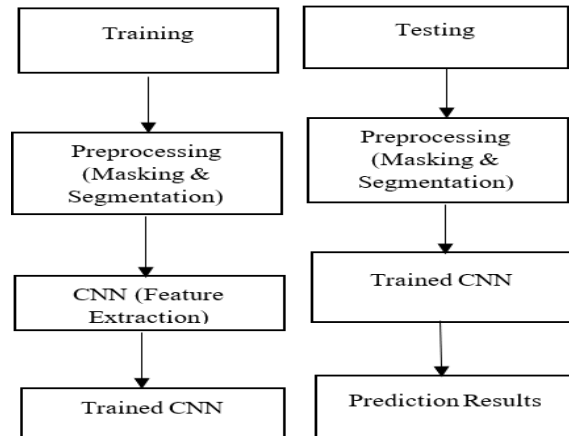 Training
Preprocessing
(Masking &
Segmentation)
CNN (Feature
Extraction)
Trained CNN
Testing
Preprocessing
(Masking &
Segmentation)
Trained CNN
Prediction Results